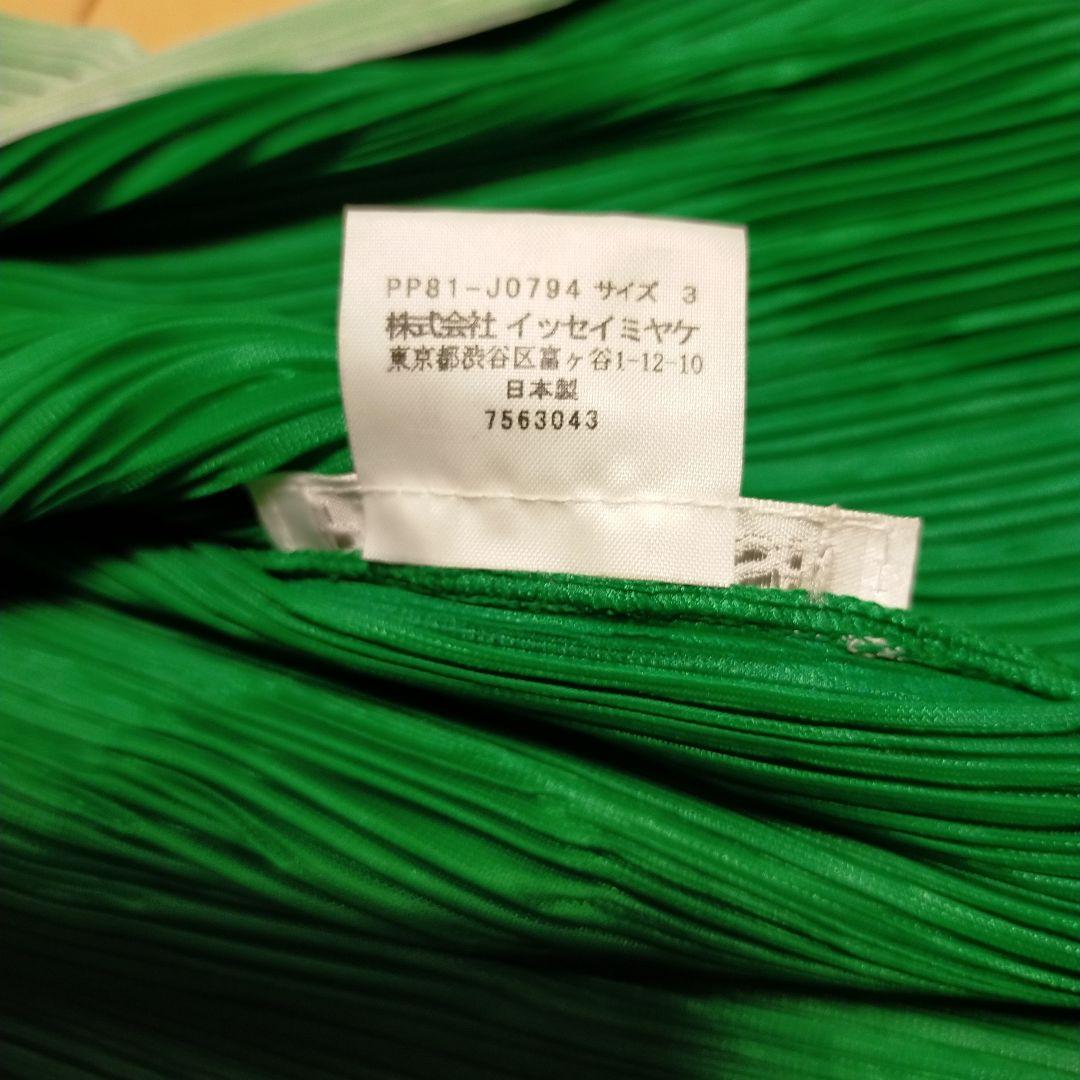 PP81-J0794 サイズ 3
株式会社 イッセイミヤケ
東京都渋谷区富ヶ谷1-12-10
日本製
7563043